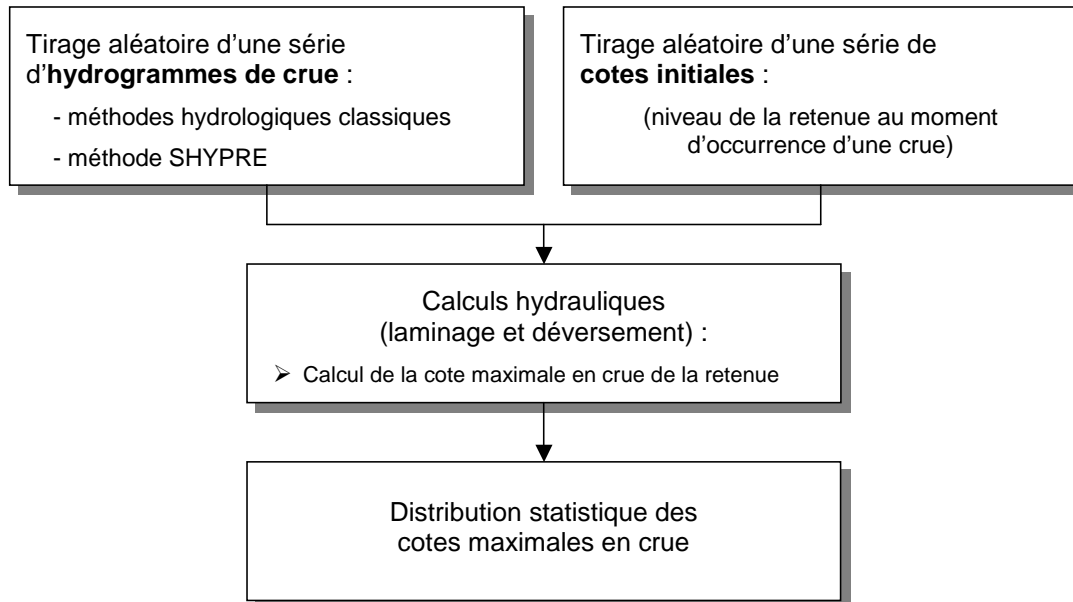 Tirage aléatoire d’une série
d’hydrogrammes de crue :
- méthodes hydrologiques classiques
- méthode SHYPRE
Tirage aléatoire d’une série de
cotes initiales :
(niveau de la retenue au moment
d’occurrence d’une crue)
Calculs hydrauliques
(laminage et déversement) :
➢ Calcul de la cote maximale en crue de la retenue
Distribution statistique des
cotes maximales en crue